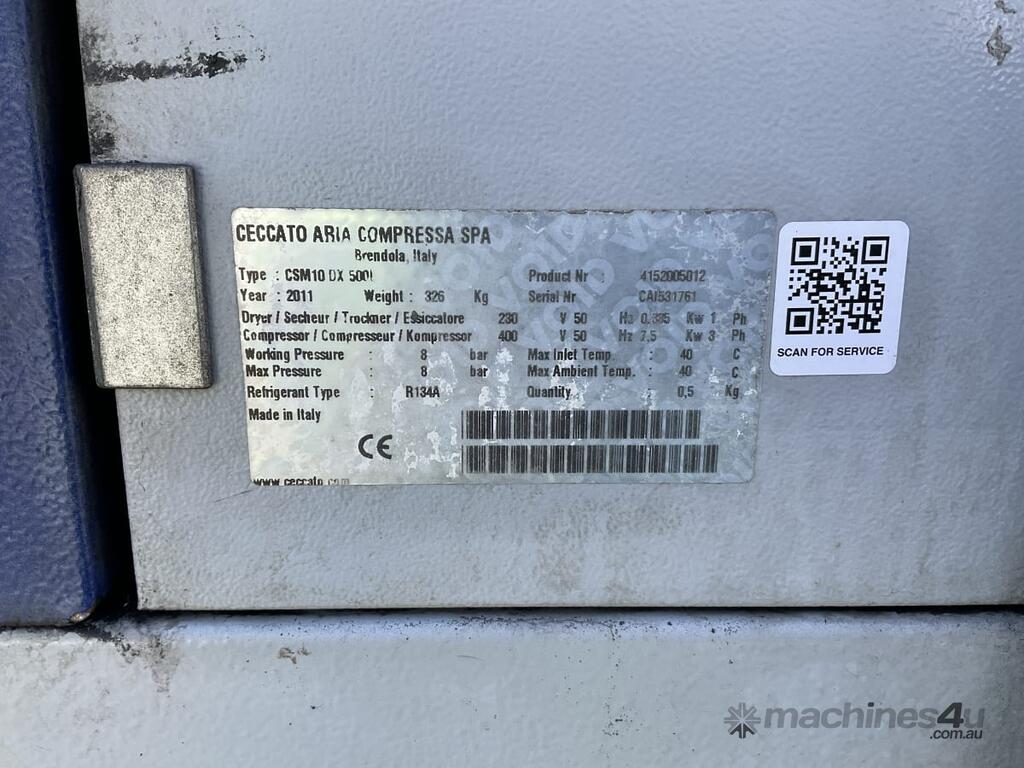 CECCATO ARIA COMPRESSA SPA
Brendola, Italy
Type : CSM10 DX 500l Product Nr : 4152005012
Year : 2011 Weight : 326 Kg Serial Nr CAI531761
Dryer / Secheur / Trockner / Essiccatore 230 V 50 Hz 0.385 Kw 1 Ph
Compressor / Compresseur / Kompressor 400 V 50 Hz 7.5 Kw 3 Ph
Working Pressure : 8 bar Max Inlet Temp. : 40 C
Max Pressure : 8 bar Max Ambient Temp. : 40 C
Refrigerant Type : R134A Quantity : 0,5 Kg
Made in Italy
CE
www.ceccato.com
VOID
SCAN FOR SERVICE
machines4u
.com.au